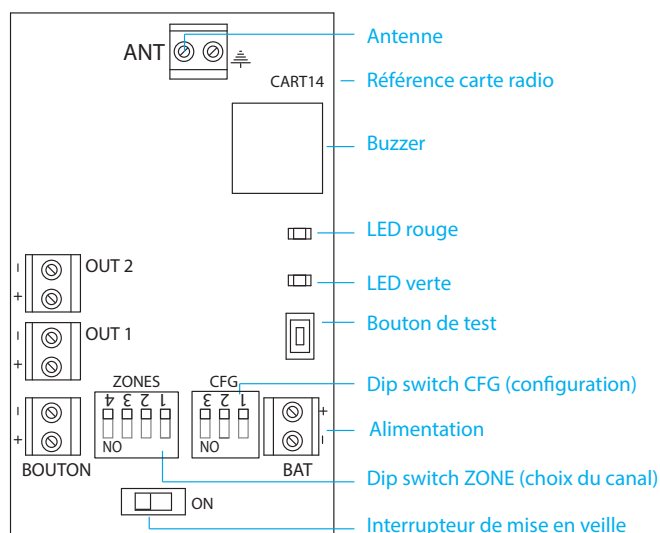 Antenne
ANT
CART14
Référence carte radio
Buzzer
LED rouge
OUT 2
- +
LED verte
Bouton de test
OUT 1
- +
ZONES
4 3 2 1
NO
CFG
3 2 1
NO
Dip switch CFG (configuration)
+ -
Alimentation
- +
BOUTON
BAT
Dip switch ZONE (choix du canal)
ON
Interrupteur de mise en veille